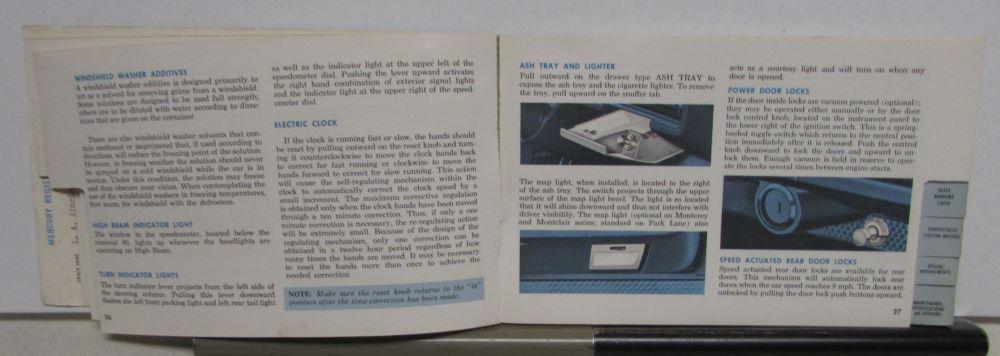 WINDSHIELD WASHER ADDITIVES
A windshield washer additive is designed primarily to
act as a solvent for removing grime from a windshield.
Some solutions are designed to be used full strength;
others are to be diluted with water according to direc-
tions that are given on the container.
There are also windshield washer solvents that con-
tain methanol or isopropanol that, if used according to
directions, will reduce the freezing point of the solution.
However, in freezing weather the solution should never
be sprayed on a cold windshield while the car is in
motion. Under this condition, the solution may freeze
and thus obscure your vision. When contemplating the
use of the windshield washers in freezing temperatures,
first warm the windshield with the defrosters.
HIGH BEAM INDICATOR LIGHT
The window in the speedometer, located below the
numeral 60, lights up whenever the headlights are
operating on High Beam.
TURN INDICATOR LIGHTS
The turn indicator lever projects from the left side of
the steering column. Pulling this lever downward
flashes the left front parking light and left rear tail light
26
as well as the indicator light at the upper left of the
speedometer dial. Pushing the lever upward activates
the right hand combination of exterior signal lights
and the indicator light at the upper right of the speed-
ometer dial.
ELECTRIC CLOCK
If the clock is running fast or slow, the hands should
be reset by pulling outward on the reset knob and turn-
ing it counterclockwise to move the clock hands back
to correct for fast running or clockwise to move the
hands forward to correct for slow running. This action
will cause the self-regulating mechanism within the
clock to automatically correct the clock speed by a
small increment. The maximum corrective regulation
is obtained only when the clock hands have been moved
through a ten minute correction. Thus, if only a one
minute correction is necessary, the re-regulating action
will be extremely small. Because of the design of the
regulating mechanism, only one correction can be
obtained in a twelve hour period regardless of how
many times the hands are moved. It may be necessary
to reset the hands more than once to achieve the
needed correction.
NOTE: Make sure the reset knob returns to the "in"
position after the time correction has been made.
ASH TRAY AND LIGHTER
Pull outward on the drawer type ASH TRAY to
expose the ash tray and the cigarette lighter. To remove
the tray, pull upward on the snuffer tab.
The map light, when installed, is located to the right
of the ash tray. The switch projects through the upper
surface of the map light bezel. The light is so located
that it will shine downward and thus not interfere with
driver visibility. The map light (optional on Monterey
and Montclair series; standard on Park Lane) also
acts as a courtesy light and will turn on when any
door is opened.
POWER DOOR LOCKS
If the door inside locks are vacuum powered (optional);
they may be operated either manually or by the door
lock control knob, located on the instrument panel to
the lower right of the ignition switch. This is a spring-
loaded toggle switch which returns to the neutral posi-
tion immediately after it is released. Push the control
knob downward to lock the doors and upward to un-
lock them. Enough vacuum is held in reserve to oper-
ate the locks several times between engine starts.
SPEED ACTUATED REAR DOOR LOCKS
Speed actuated rear door locks are available for rear
doors. This mechanism will automatically lock rear
doors when the car speed reaches 9 mph. The doors are
unlocked by pulling the door lock push buttons upward.
27
SEATS
WINDOWS
LOCKS
CONVERTIBLES
STATION WAGONS
SPECIAL
APPOINTMENTS
MAINTENANCE,
SPECIFICATIONS
MERCURY REGIS